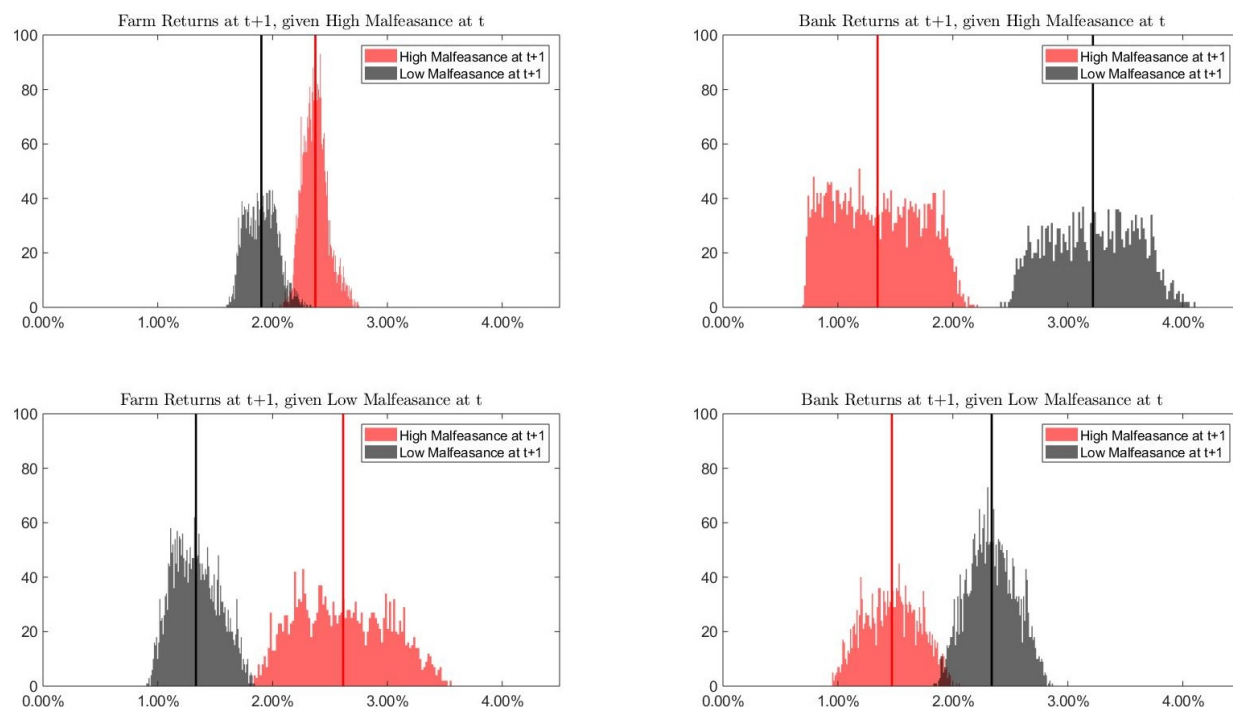 Farm Returns at t+1, given High Malfeasance at t
100
80
60
40
20
0
0.00% 1.00% 2.00% 3.00% 4.00%
High Malfeasance at t+1
Low Malfeasance at t+1
Bank Returns at t+1, given High Malfeasance at t
100
80
60
40
20
0
0.00% 1.00% 2.00% 3.00% 4.00%
High Malfeasance at t+1
Low Malfeasance at t+1
Farm Returns at t+1, given Low Malfeasance at t
100
80
60
40
20
0
0.00% 1.00% 2.00% 3.00% 4.00%
High Malfeasance at t+1
Low Malfeasance at t+1
Bank Returns at t+1, given Low Malfeasance at t
100
80
60
40
20
0
0.00% 1.00% 2.00% 3.00% 4.00%
High Malfeasance at t+1
Low Malfeasance at t+1